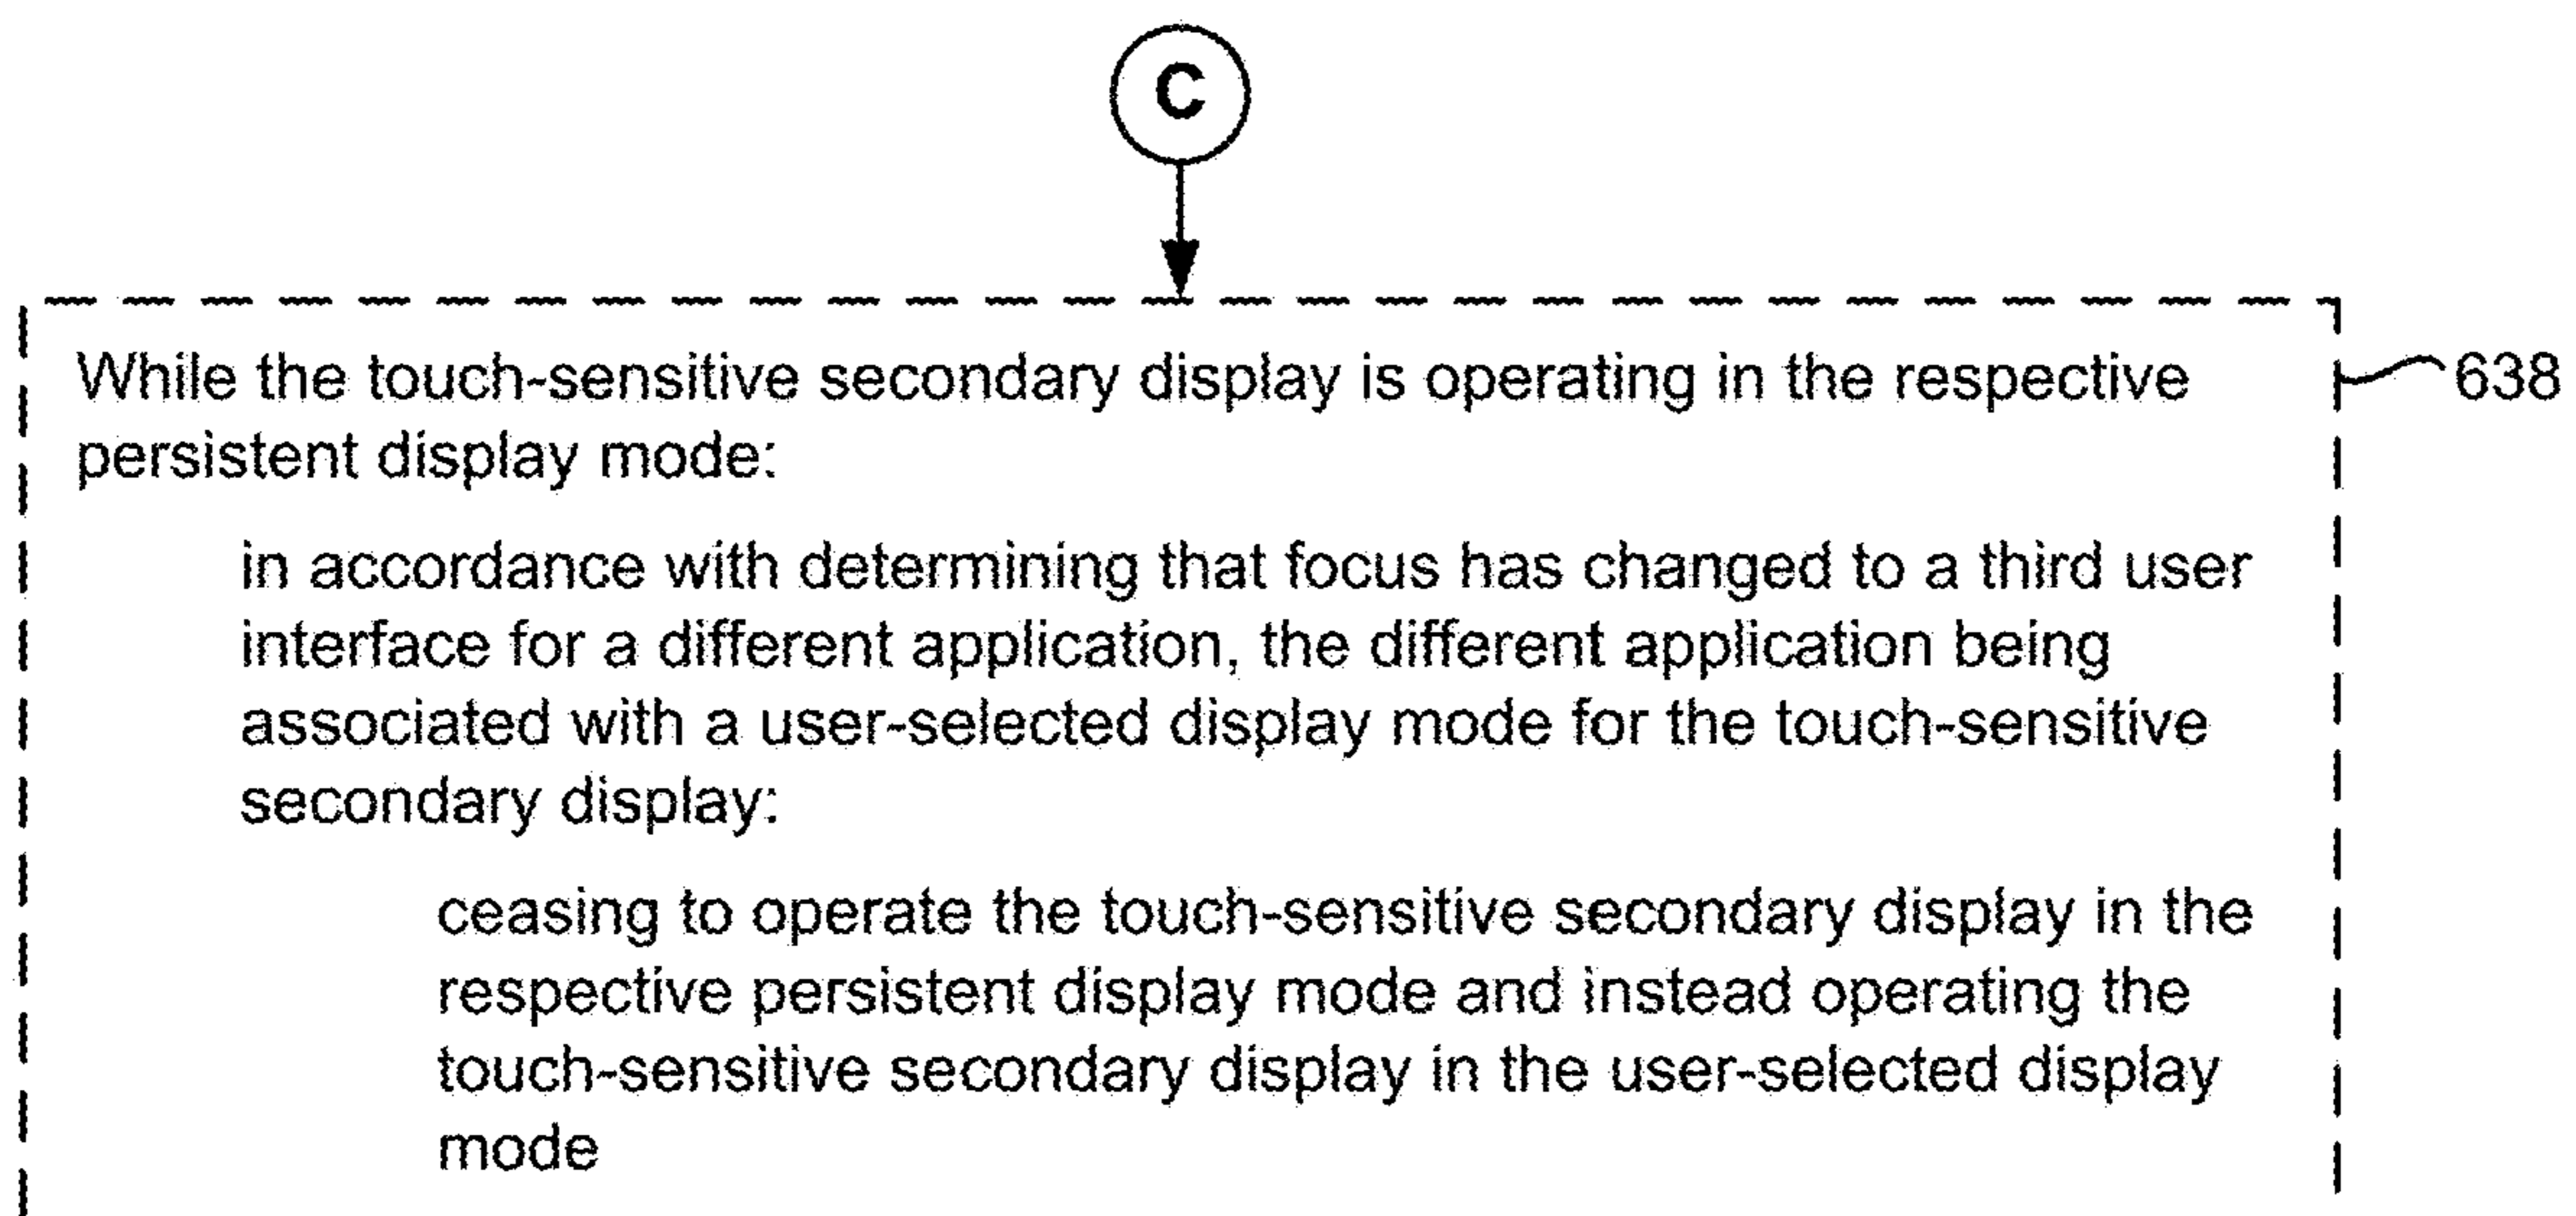 C
While the touch-sensitive secondary display is operating in the respective
638
persistent display mode:
in accordance with determining that focus has changed to a third user
interface for a different application, the different application being
associated with a user-selected display mode for the touch-sensitive
secondary display:
ceasing to operate the touch-sensitive secondary display in the
respective persistent display mode and instead operating the
touch-sensitive secondary display in the user-selected display
mode